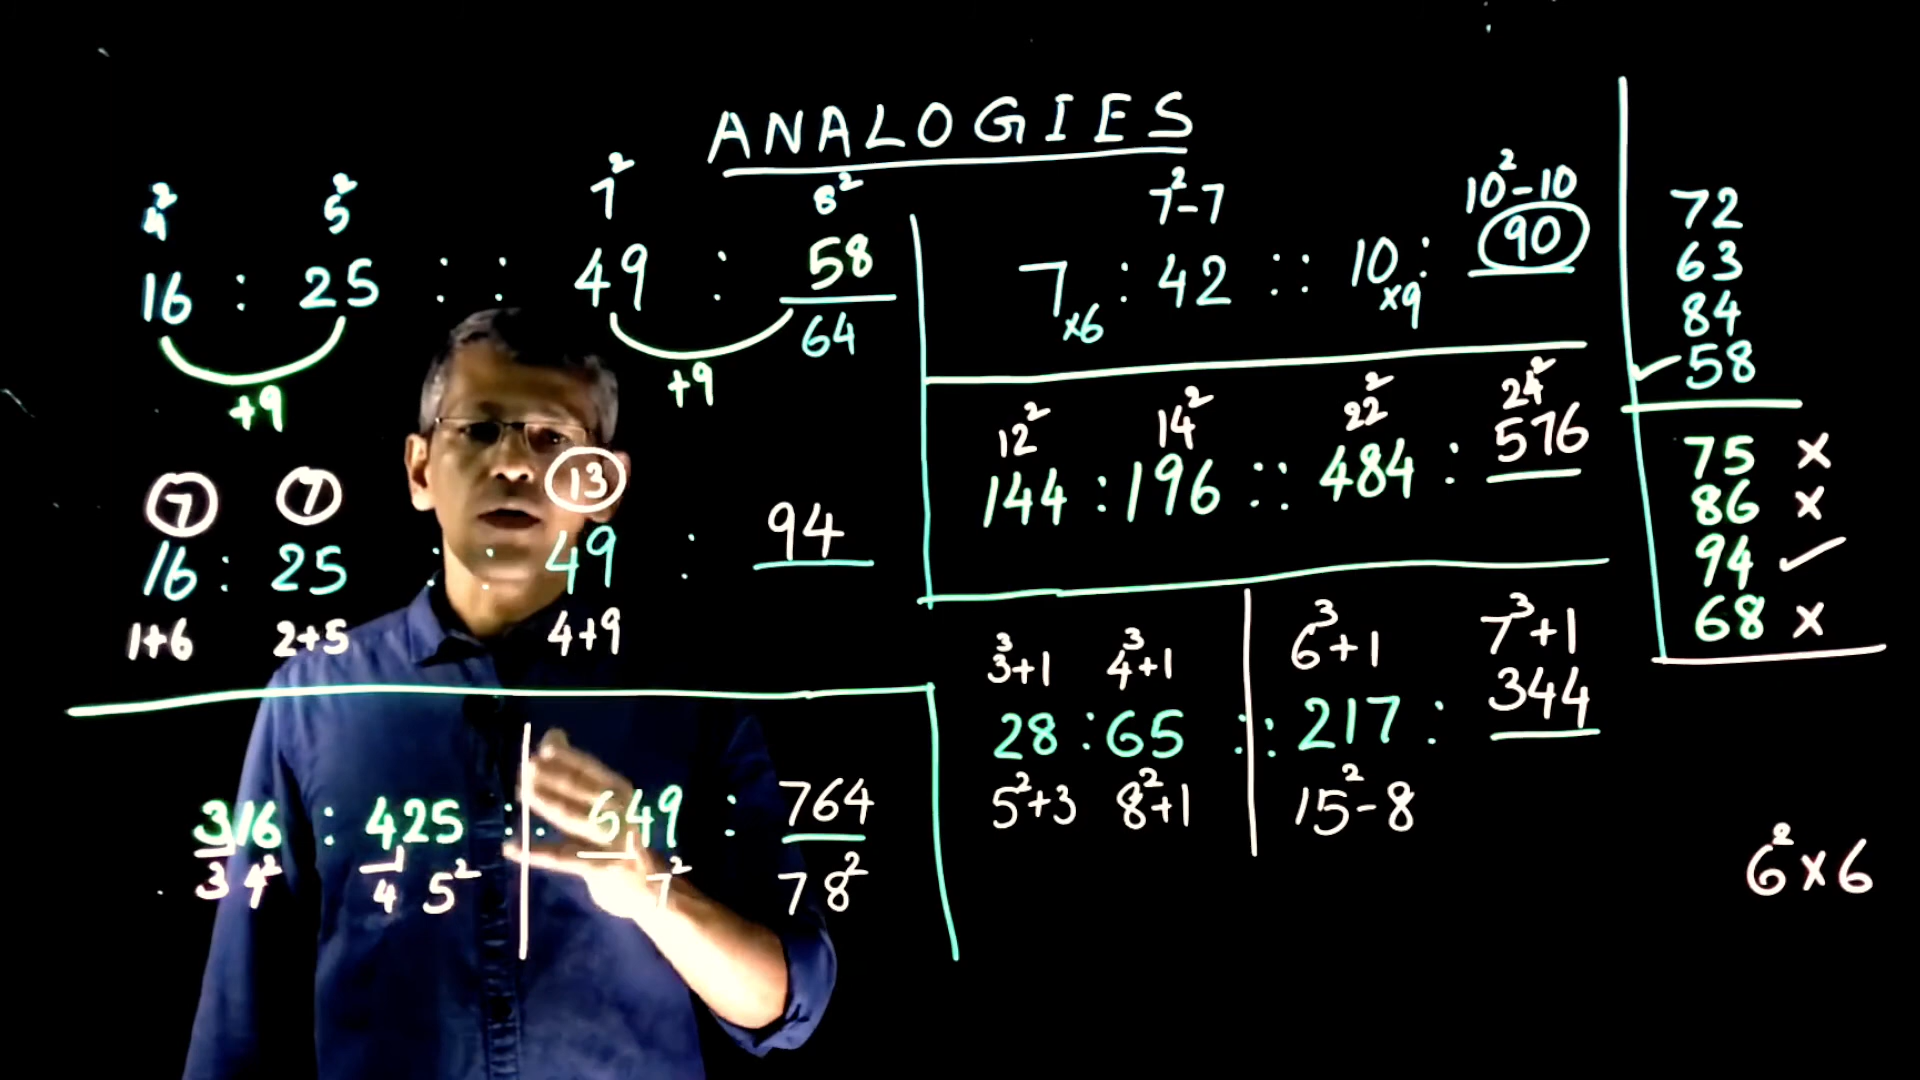 ANALOGIES
4² 5² 7² 8²
16 : 25 : : 49 : 58
64
+9 +9
7 7 13
16 : 25 : : 49 : 94
1+6 2+5 4+9
316 : 425 : : 649 : 764
3 4² 4 5² 7² 7 8²
7²-7 10²-10
7 : 42 :: 10 : 90
×6 ×9
12² 14² 22² 24²
144 : 196 :: 484 : 576
3³+1 4³+1 6³+1 7³+1
28 : 65 :: 217 : 344
5²+3 8²+1 15²-8
72
63
84
✓58
75 ×
86 ×
94 ✓
68 ×
6²×6